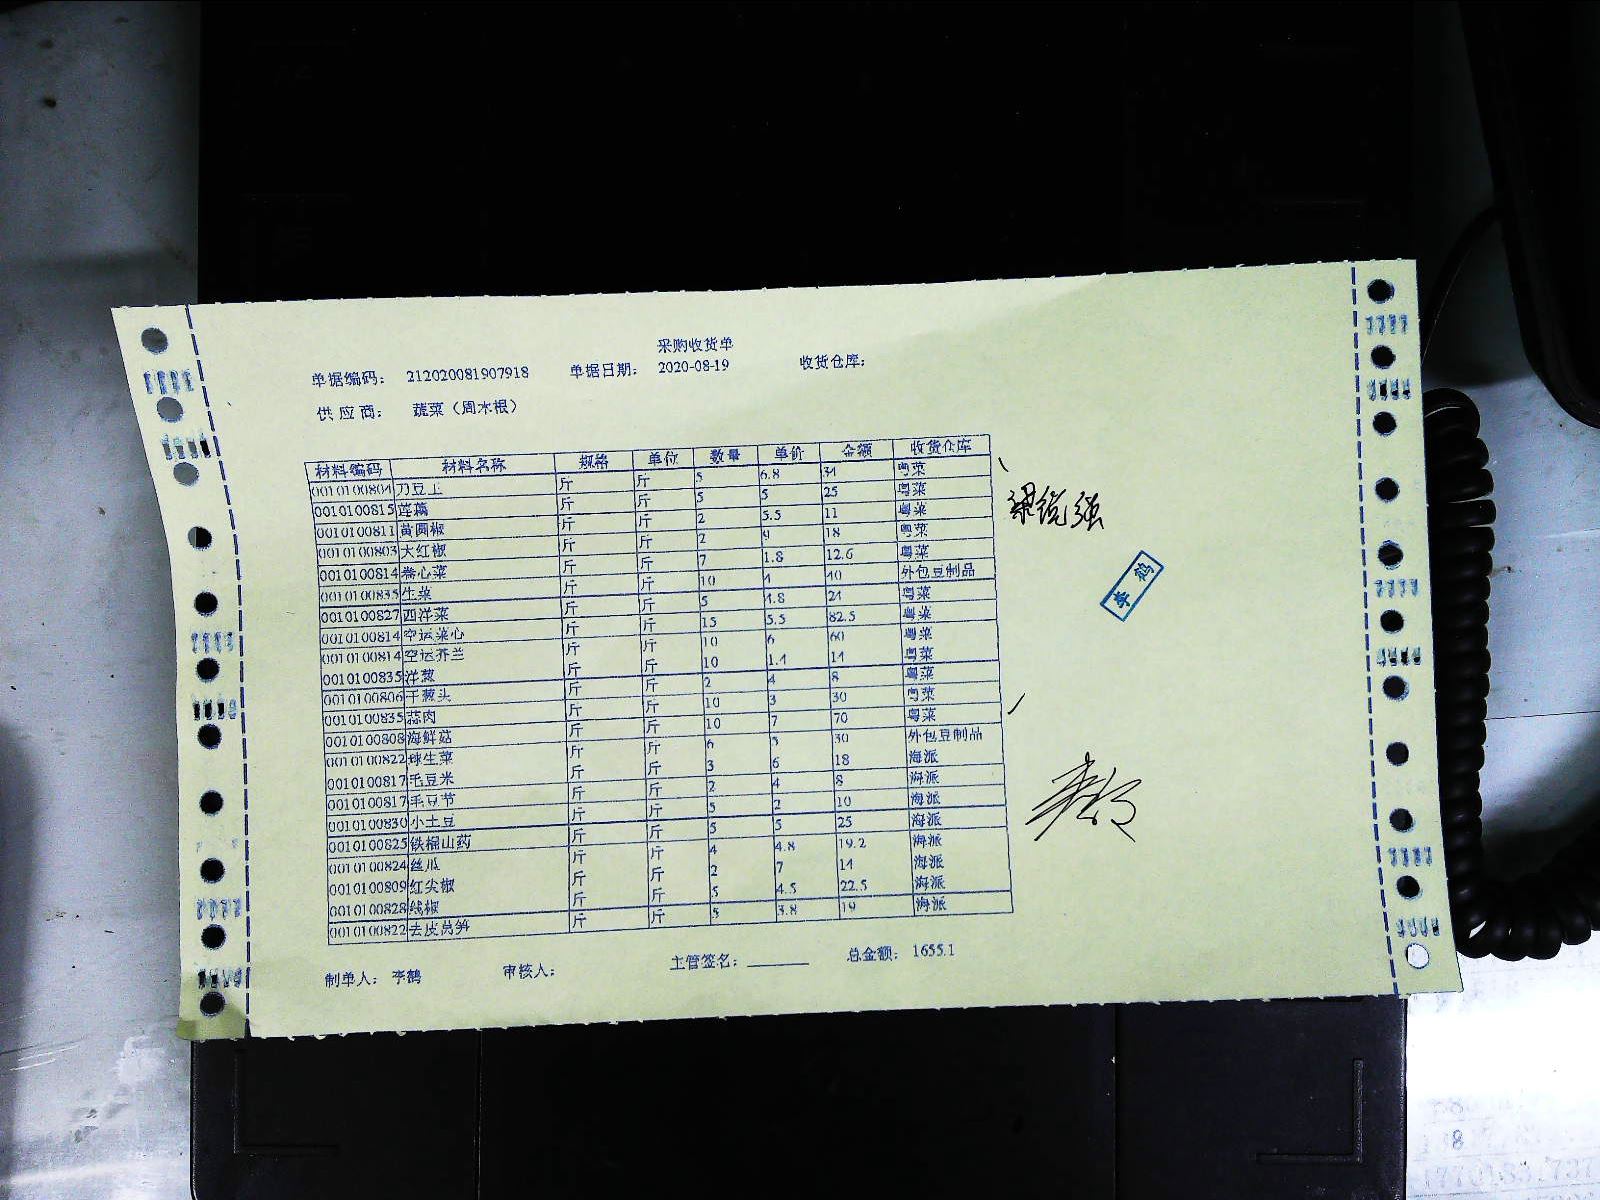 采购收货单
单据编码： 212020081907918 单据日期： 2020-08-19 收货仓库：
供 应 商： 蔬菜（周水根）
材料编码 材料名称 规格 单位 数量 单价 金额 收货仓库
0010100804 刀豆王 斤 斤 5 6.8 34 粤菜
0010100815 莲藕 斤 斤 5 5 25 粤菜
0010100811 黄圆椒 斤 斤 2 5.5 11 粤菜
0010100803 大红椒 斤 斤 2 9 18 粤菜
0010100814 卷心菜 斤 斤 7 1.8 12.6 粤菜
0010100835 生菜 斤 斤 10 4 40 外包豆制品
0010100827 西洋菜 斤 斤 5 4.8 24 粤菜
0010100814 空运菜心 斤 斤 15 5.5 82.5 粤菜
0010100814 空运芥兰 斤 斤 10 6 60 粤菜
0010100835 洋葱 斤 斤 10 1.4 14 粤菜
0010100806 干葱头 斤 斤 2 4 8 粤菜
0010100835 蒜肉 斤 斤 10 3 30 粤菜
0010100808 海鲜菇 斤 斤 10 7 70 粤菜
0010100822 球生菜 斤 斤 6 5 30 外包豆制品
0010100817 毛豆米 斤 斤 3 6 18 海派
0010100817 毛豆节 斤 斤 2 4 8 海派
0010100830 小土豆 斤 斤 5 2 10 海派
0010100825 铁棍山药 斤 斤 5 5 25 海派
0010100824 丝瓜 斤 斤 4 4.8 19.2 海派
0010100809 红尖椒 斤 斤 2 7 14 海派
0010100828 线椒 斤 斤 5 4.5 22.5 海派
0010100822 去皮莴笋 斤 斤 5 3.8 19 海派
制单人： 李鹤 审核人： 主管签名： 总金额： 1655.1
李鹤